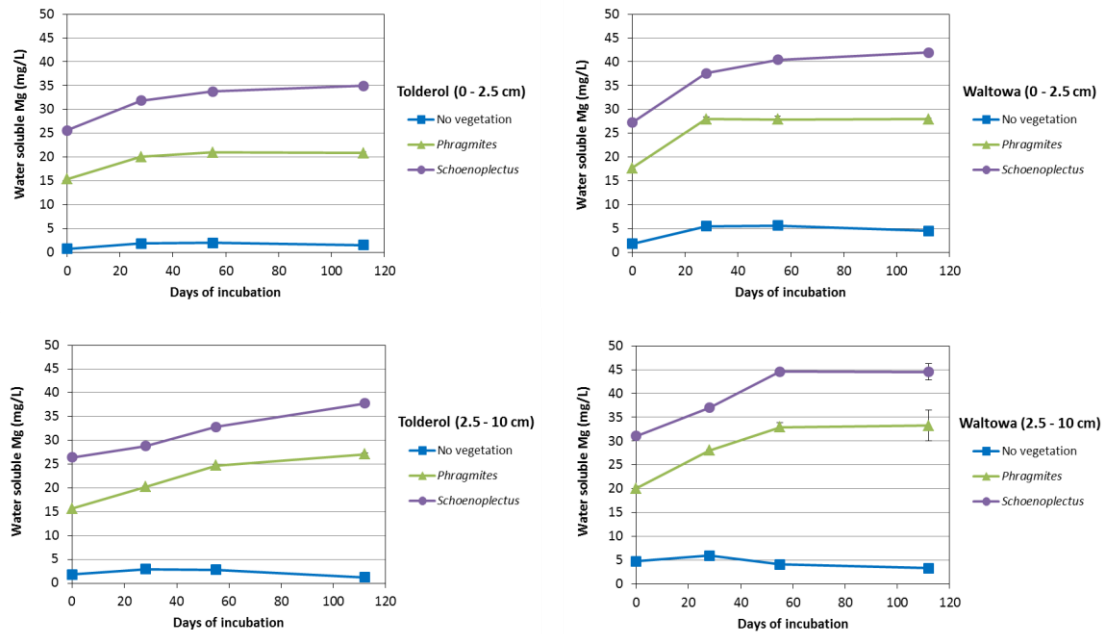 Water soluble Mg (mg/L)
50
45
40
35
30
25
20
15
10
5
0
0 20 40 60 80 100 120
Days of incubation
Tolderol (0 - 2.5 cm)
No vegetation
Phragmites
Schoenoplectus
Water soluble Mg (mg/L)
50
45
40
35
30
25
20
15
10
5
0
0 20 40 60 80 100 120
Days of incubation
Waltowa (0 - 2.5 cm)
No vegetation
Phragmites
Schoenoplectus
Water soluble Mg (mg/L)
50
45
40
35
30
25
20
15
10
5
0
0 20 40 60 80 100 120
Days of incubation
Tolderol (2.5 - 10 cm)
No vegetation
Phragmites
Schoenoplectus
Water soluble Mg (mg/L)
50
45
40
35
30
25
20
15
10
5
0
0 20 40 60 80 100 120
Days of incubation
Waltowa (2.5 - 10 cm)
No vegetation
Phragmites
Schoenoplectus